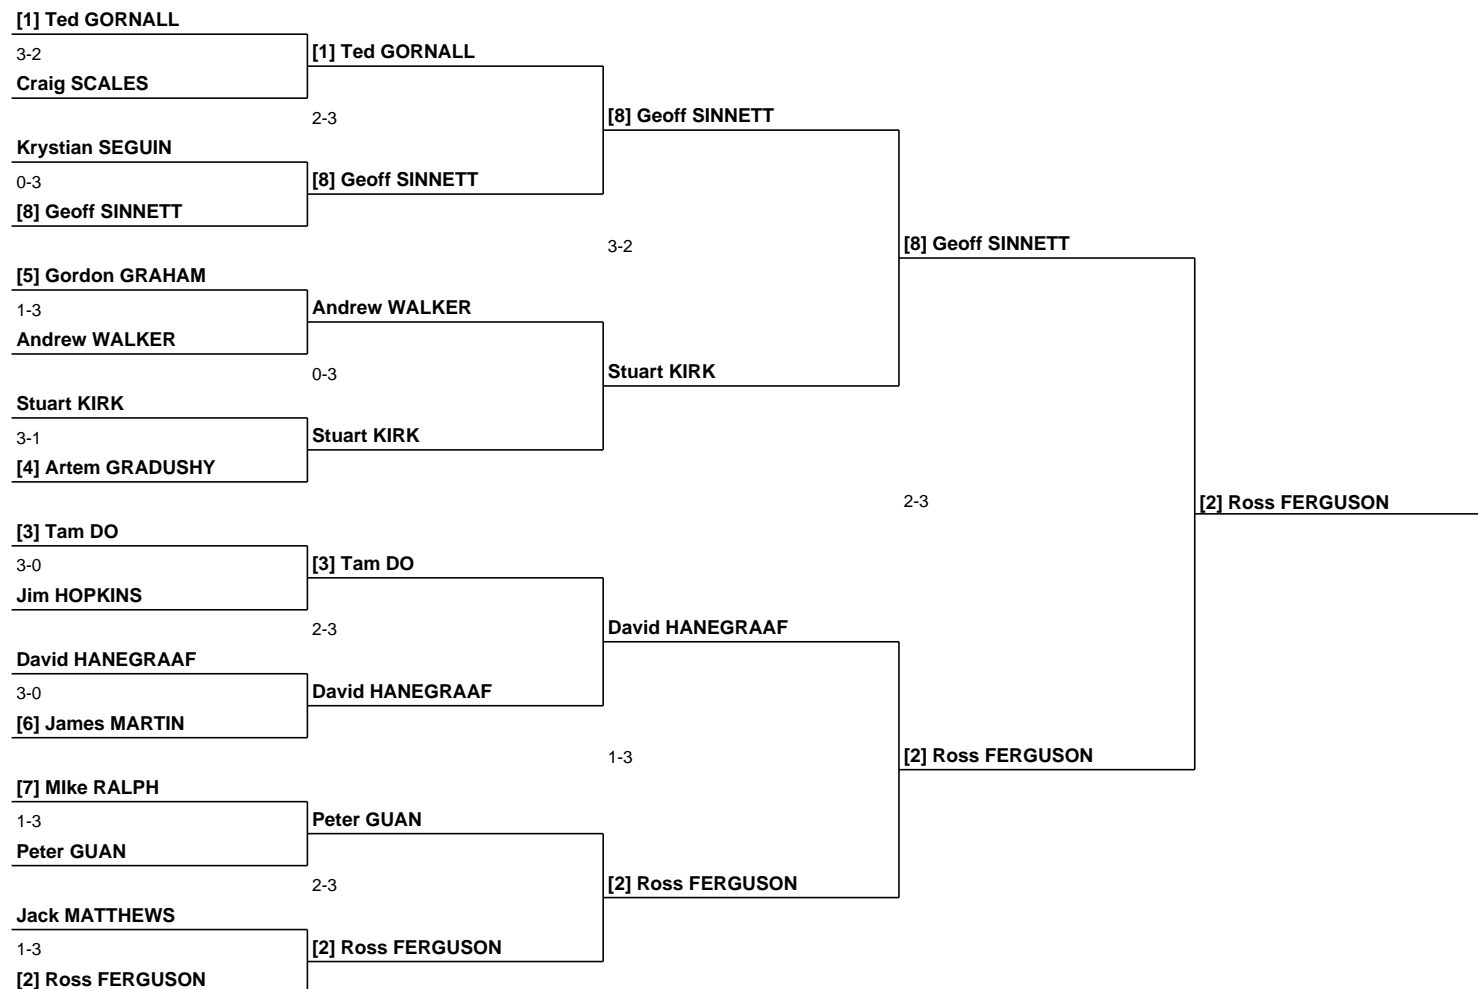 [1] Ted GORNALL
3-2
[1] Ted GORNALL
Craig SCALES
2-3
[8] Geoff SINNETT
Krystian SEGUIN
0-3
[8] Geoff SINNETT
[8] Geoff SINNETT
3-2
[8] Geoff SINNETT
[5] Gordon GRAHAM
1-3
Andrew WALKER
Andrew WALKER
0-3
Stuart KIRK
Stuart KIRK
3-1
Stuart KIRK
[4] Artem GRADUSHY
2-3
[2] Ross FERGUSON
[3] Tam DO
3-0
[3] Tam DO
Jim HOPKINS
2-3
David HANEGRAAF
David HANEGRAAF
3-0
David HANEGRAAF
[6] James MARTIN
1-3
[2] Ross FERGUSON
[7] MIke RALPH
1-3
Peter GUAN
Peter GUAN
2-3
[2] Ross FERGUSON
Jack MATTHEWS
1-3
[2] Ross FERGUSON
[2] Ross FERGUSON